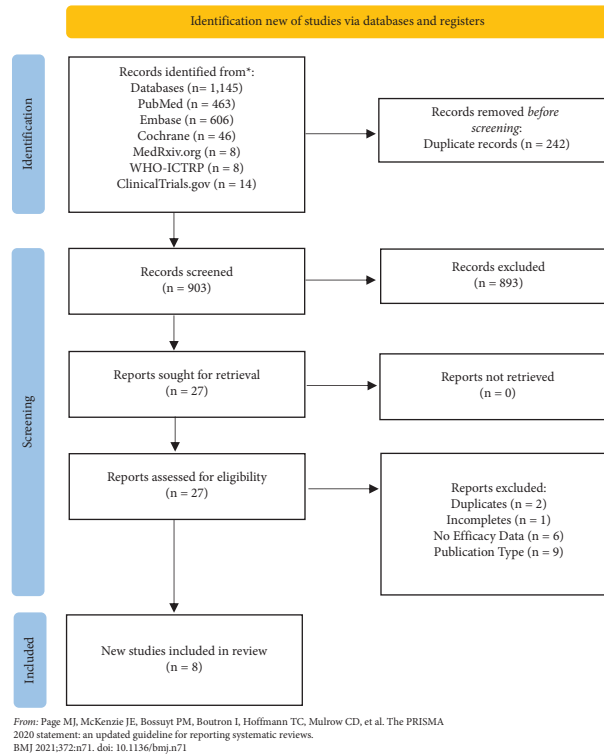 Identification new of studies via databases and registers
Identification
Records identified from*:
Databases (n= 1,145)
PubMed (n = 463)
Embase (n = 606)
Cochrane (n = 46)
MedRxiv.org (n = 8)
WHO-ICTRP (n = 8)
ClinicalTrials.gov (n = 14)
Records removed before
screening:
Duplicate records (n = 242)
Screening
Records screened
(n = 903)
Records excluded
(n = 893)
Reports sought for retrieval
(n = 27)
Reports not retrieved
(n = 0)
Reports assessed for eligibility
(n = 27)
Reports excluded:
Duplicates (n = 2)
Incompletes (n = 1)
No Efficacy Data (n = 6)
Publication Type (n = 9)
Included
New studies included in review
(n = 8)
From: Page MJ, McKenzie JE, Bossuyt PM, Boutron I, Hoffmann TC, Mulrow CD, et al. The PRISMA
2020 statement: an updated guideline for reporting systematic reviews.
BMJ 2021;372:n71. doi: 10.1136/bmj.n71